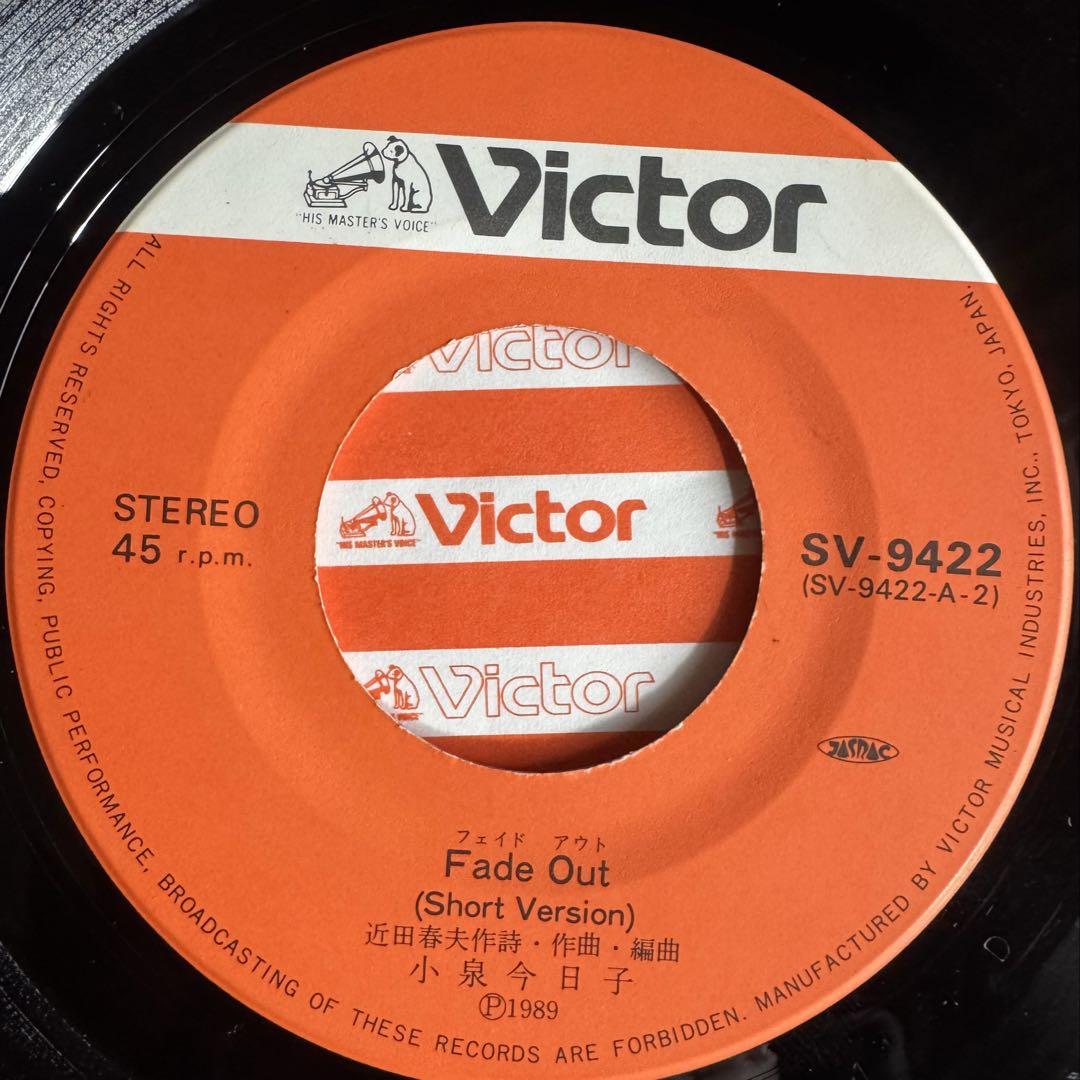 "HIS MASTER'S VOICE"
Victor
Victor
"HIS MASTER'S VOICE"
Victor
Victor
STEREO
45 r.p.m.
SV-9422
(SV-9422-A-2)
JASRAC
フェイド アウト
Fade Out
(Short Version)
近田春夫作詩・作曲・編曲
小泉今日子
Ⓟ1989
ALL RIGHTS RESERVED, COPYING, PUBLIC PERFORMANCE, BROADCASTING OF THESE RECORDS ARE FORBIDDEN. MANUFACTURED BY VICTOR MUSICAL INDUSTRIES, INC., TOKYO, JAPAN.